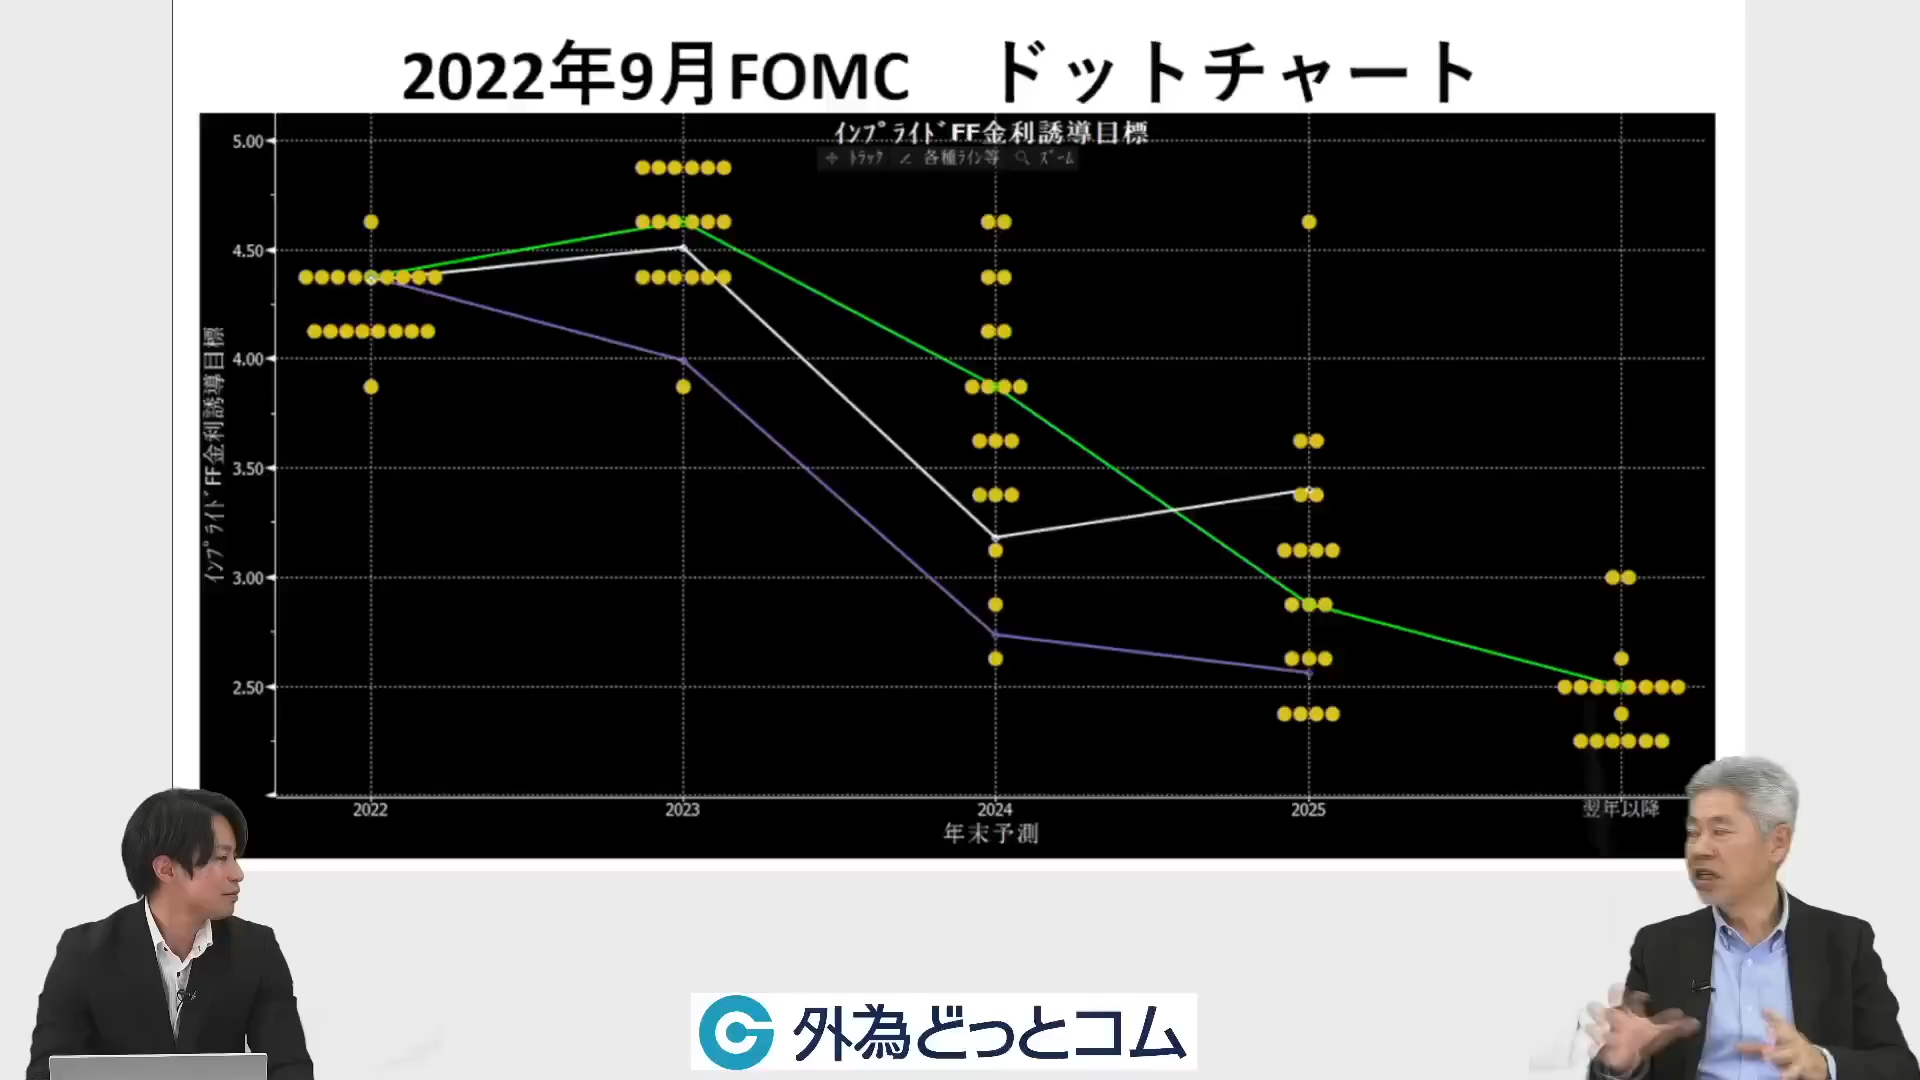 2022年9月FOMC　ドットチャート
ｲﾝﾌﾟﾗｲﾄﾞFF金利誘導目標
ﾄﾗｯｸ 各種ﾗｲﾝ等 ｽﾞｰﾑ
ｲﾝﾌﾟﾗｲﾄﾞFF金利誘導目標
5.00
4.50
4.00
3.50
3.00
2.50
2022 2023 2024 2025 翌年以降
年末予測
外為どっとコム